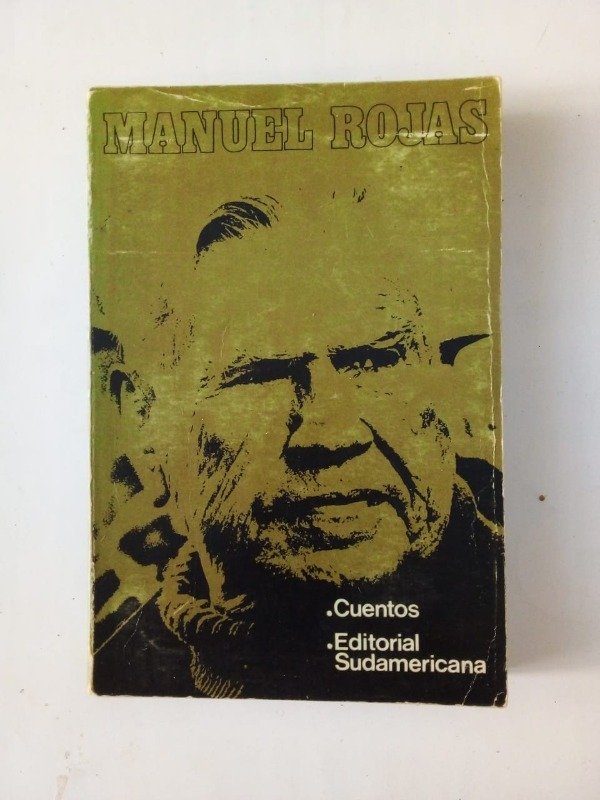 MANUEL ROJAS
.Cuentos
.Editorial
Sudamericana